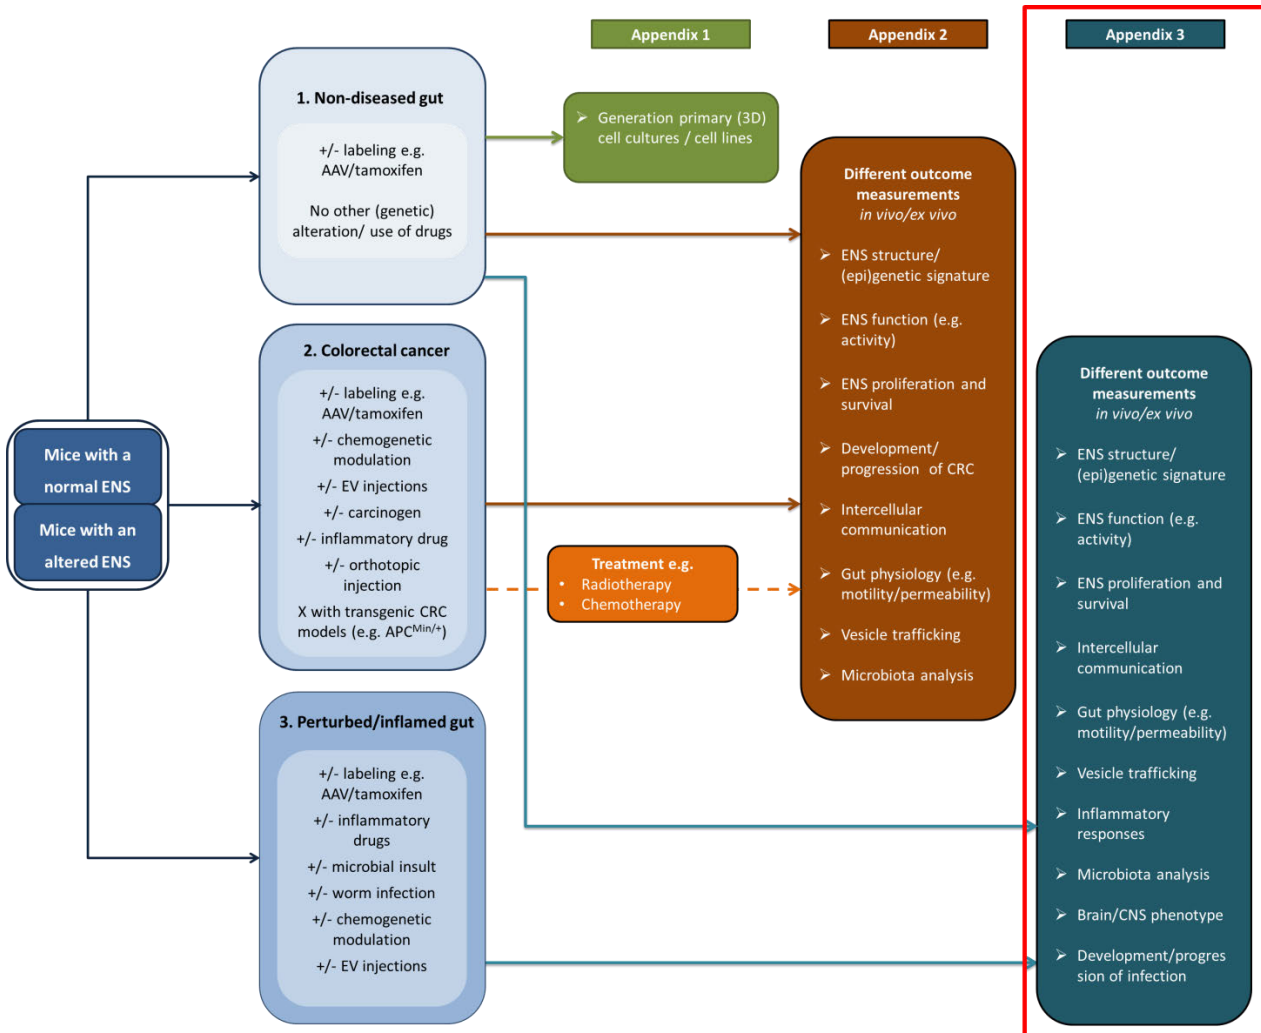 Appendix 1
Appendix 2
Appendix 3
Mice with a
normal ENS
Mice with an
altered ENS
1. Non-diseased gut
+/- labeling e.g.
AAV/tamoxifen
No other (genetic)
alteration/ use of drugs
2. Colorectal cancer
+/- labeling e.g.
AAV/tamoxifen
+/- chemogenetic
modulation
+/- EV injections
+/- carcinogen
+/- inflammatory drug
+/- orthotopic
injection
X with transgenic CRC
models (e.g. APC^Min/+)
3. Perturbed/inflamed gut
+/- labeling e.g.
AAV/tamoxifen
+/- inflammatory
drugs
+/- microbial insult
+/- worm infection
+/- chemogenetic
modulation
+/- EV injections
➢ Generation primary (3D)
cell cultures / cell lines
Treatment e.g.
• Radiotherapy
• Chemotherapy
Different outcome
measurements
in vivo/ex vivo
➢ ENS structure/
(epi)genetic signature
➢ ENS function (e.g.
activity)
➢ ENS proliferation and
survival
➢ Development/
progression of CRC
➢ Intercellular
communication
➢ Gut physiology (e.g.
motility/permeability)
➢ Vesicle trafficking
➢ Microbiota analysis
Different outcome
measurements
in vivo/ex vivo
➢ ENS structure/
(epi)genetic signature
➢ ENS function (e.g.
activity)
➢ ENS proliferation and
survival
➢ Intercellular
communication
➢ Gut physiology (e.g.
motility/permeability)
➢ Vesicle trafficking
➢ Inflammatory
responses
➢ Microbiota analysis
➢ Brain/CNS phenotype
➢ Development/progres
sion of infection